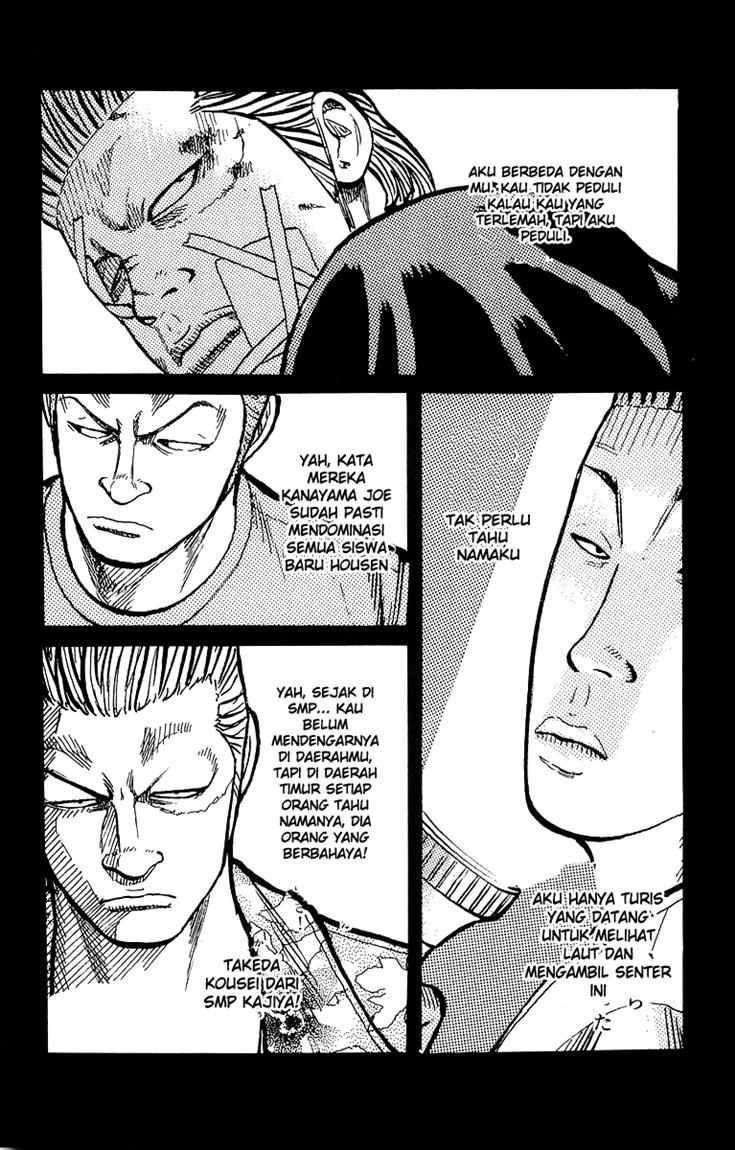 AKU BERBEDA DENGAN
MU. KAU TIDAK PEDULI
KALAU KAU YANG
TERLEMAH, TAPI AKU
PEDULI.
TAK PERLU
TAHU
NAMAKU
YAH, KATA
MEREKA
KANAYAMA JOE
SUDAH PASTI
MENDOMINASI
SEMUA SISWA
BARU HOUSEN
AKU HANYA TURIS
YANG DATANG
UNTUK MELIHAT
LAUT DAN
MENGAMBIL SENTER
INI
YAH, SEJAK DI
SMP... KAU
BELUM
MENDENGARNYA
DI DAERAHMU,
TAPI DI DAERAH
TIMUR SETIAP
ORANG TAHU
NAMANYA, DIA
ORANG YANG
BERBAHAYA!
TAKEDA
KOUSEI DARI
SMP KAJIYA!